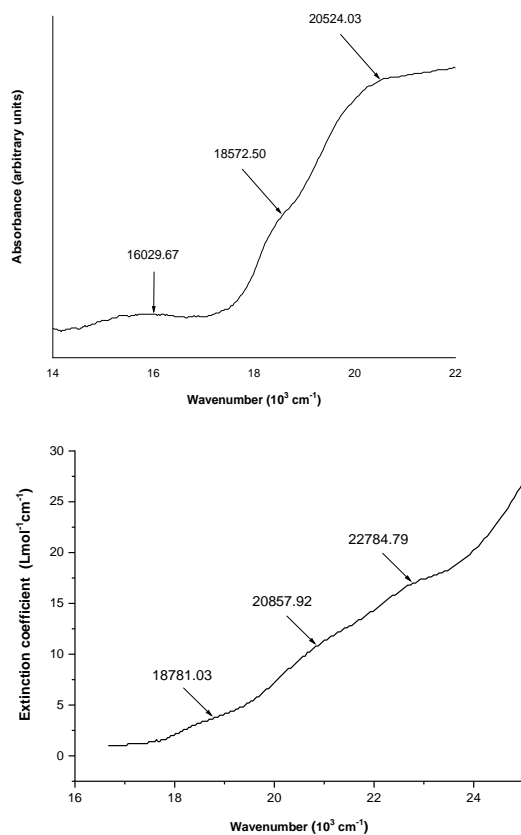 20524.03
18572.50
16029.67
Absorbance (arbitrary units)
14 16 18 20 22
Wavenumber (10³ cm⁻¹)
30
25
20
15
10
5
0
22784.79
20857.92
18781.03
Extinction coefficient (Lmol⁻¹cm⁻¹)
16 18 20 22 24
Wavenumber (10³ cm⁻¹)